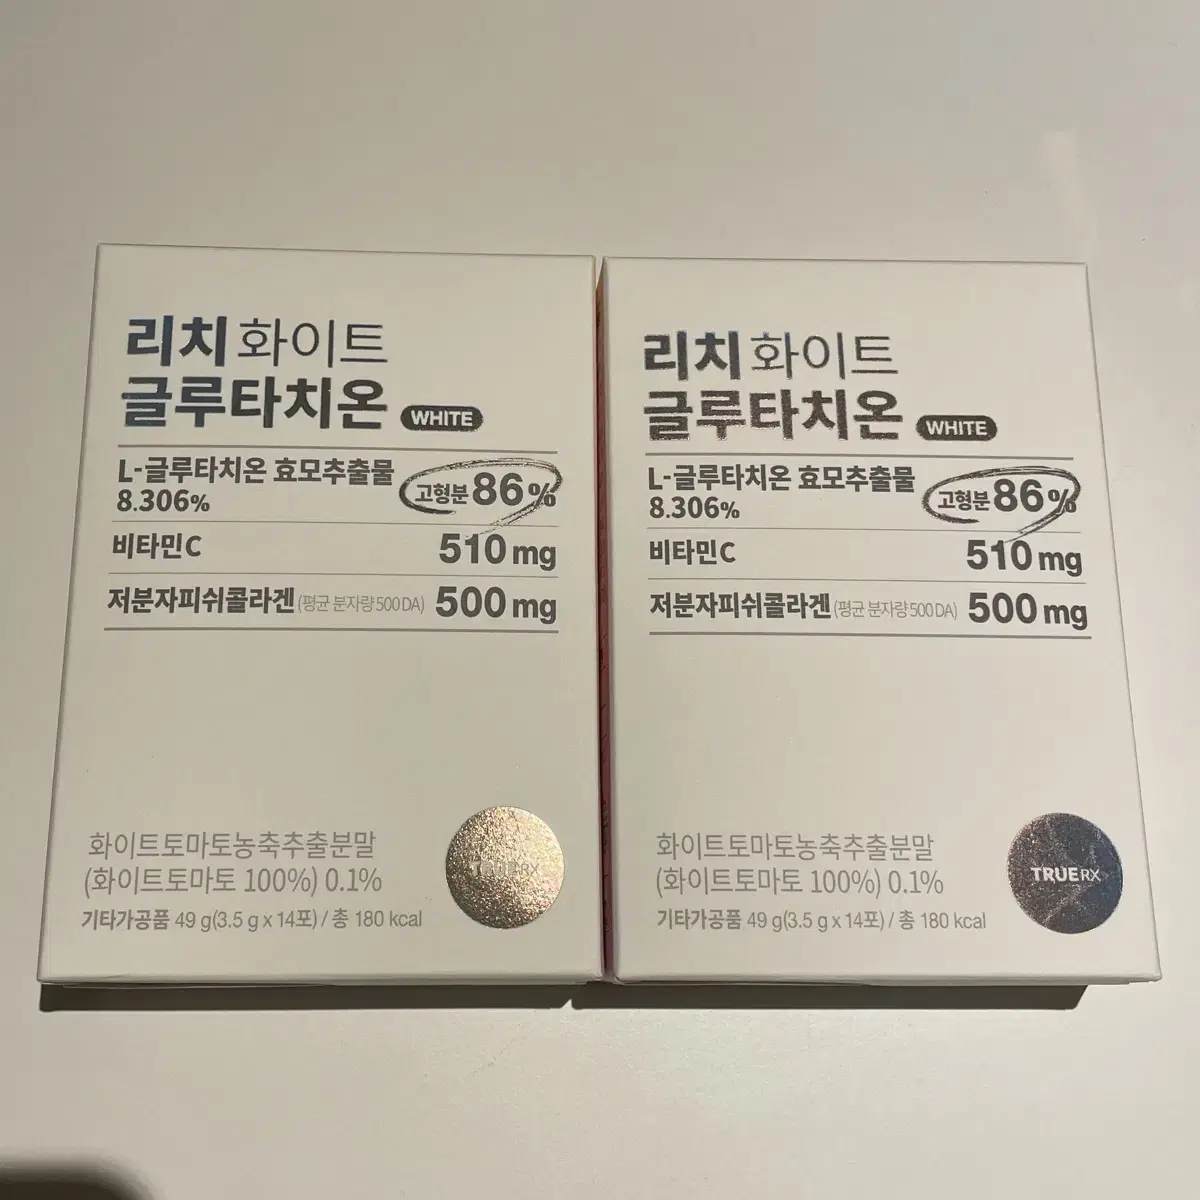 리치 화이트
글루타치온 WHITE
L-글루타치온 효모추출물
8.306%
고형분 86%
비타민C 510 mg
저분자피쉬콜라겐 (평균 분자량 500 DA) 500 mg
화이트토마토농축추출분말
(화이트토마토 100%) 0.1%
기타가공품 49 g(3.5 g x 14포) / 총 180 kcal
TRUERX
리치 화이트
글루타치온 WHITE
L-글루타치온 효모추출물
8.306%
고형분 86%
비타민C 510 mg
저분자피쉬콜라겐 (평균 분자량 500 DA) 500 mg
화이트토마토농축추출분말
(화이트토마토 100%) 0.1%
기타가공품 49 g(3.5 g x 14포) / 총 180 kcal
TRUERX